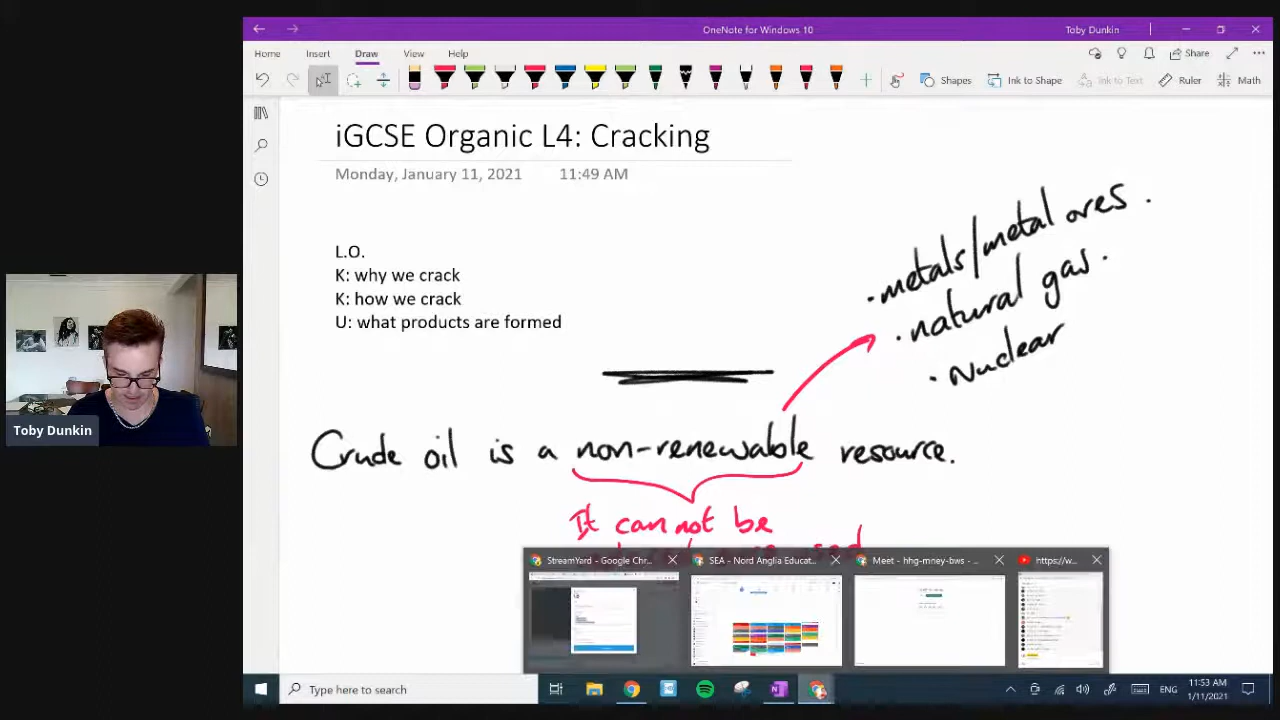 OneNote for Windows 10
Toby Dunkin
Home
Insert
Draw
View
Help
Share
Shapes
Ink to Shape
Ink to Text
Ruler
Math
iGCSE Organic L4: Cracking
Monday, January 11, 2021
11:49 AM
L.O.
K: why we crack
K: how we crack
U: what products are formed
·metals/metal ores.
·natural gas.
·Nuclear
Crude oil is a non-renewable resource.
It cannot be
Toby Dunkin
StreamYard - Google Chr...
SEA - Nord Anglia Educat...
Meet - hhg-mney-bws - ...
https://w...
Type here to search
ENG
11:53 AM
1/11/2021